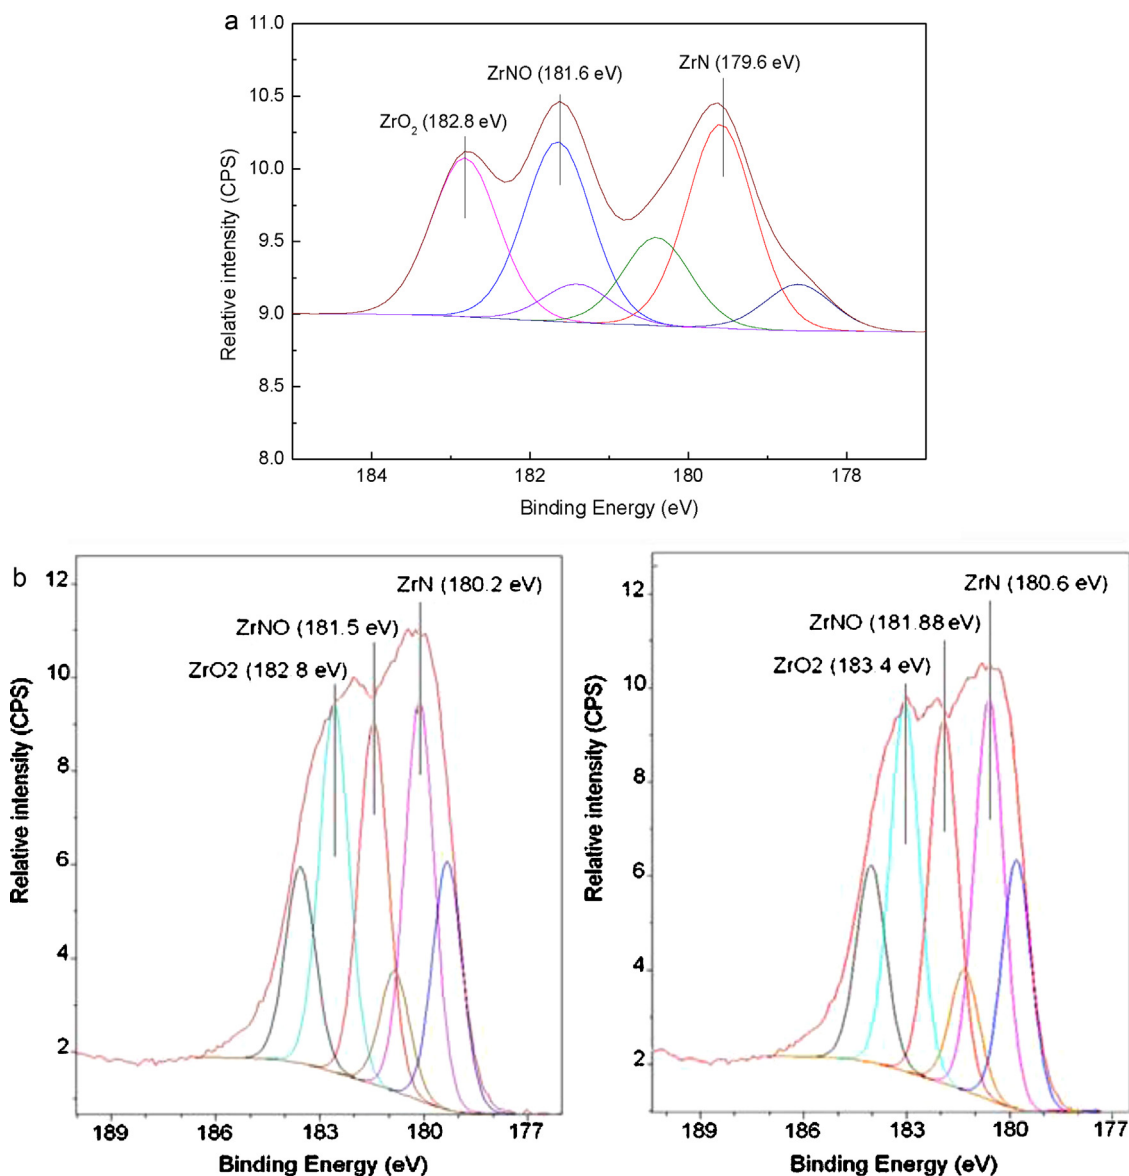 a
11.0
10.5
10.0
9.5
9.0
8.5
8.0
ZrNO (181.6 eV)
ZrN (179.6 eV)
ZrO2 (182.8 eV)
Relative intensity (CPS)
184 182 180 178
Binding Energy (eV)
b
12
10
8
6
4
2
ZrN (180.2 eV)
ZrNO (181.5 eV)
ZrO2 (182 8 eV)
Relative intensity (CPS)
189 186 183 180 177
Binding Energy (eV)
12
10
8
6
4
2
ZrN (180.6 eV)
ZrNO (181.88 eV)
ZrO2 (183 4 eV)
Relative intensity (CPS)
189 186 183 180 177
Binding Energy (eV)